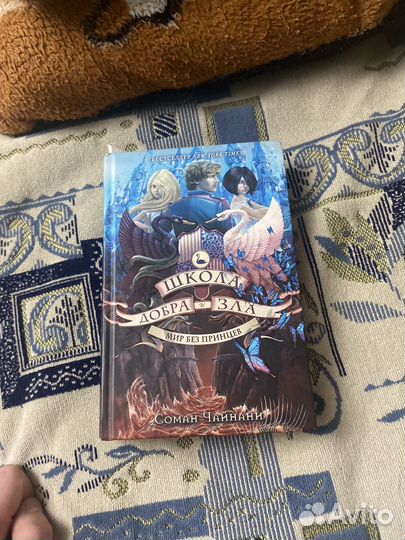 БЕСТСЕЛЛЕР NEW YORK TIMES
ШКОЛА
ДОБРА И ЗЛА
МИР БЕЗ ПРИНЦЕВ
СОМАН ЧАЙНАНИ
Avito